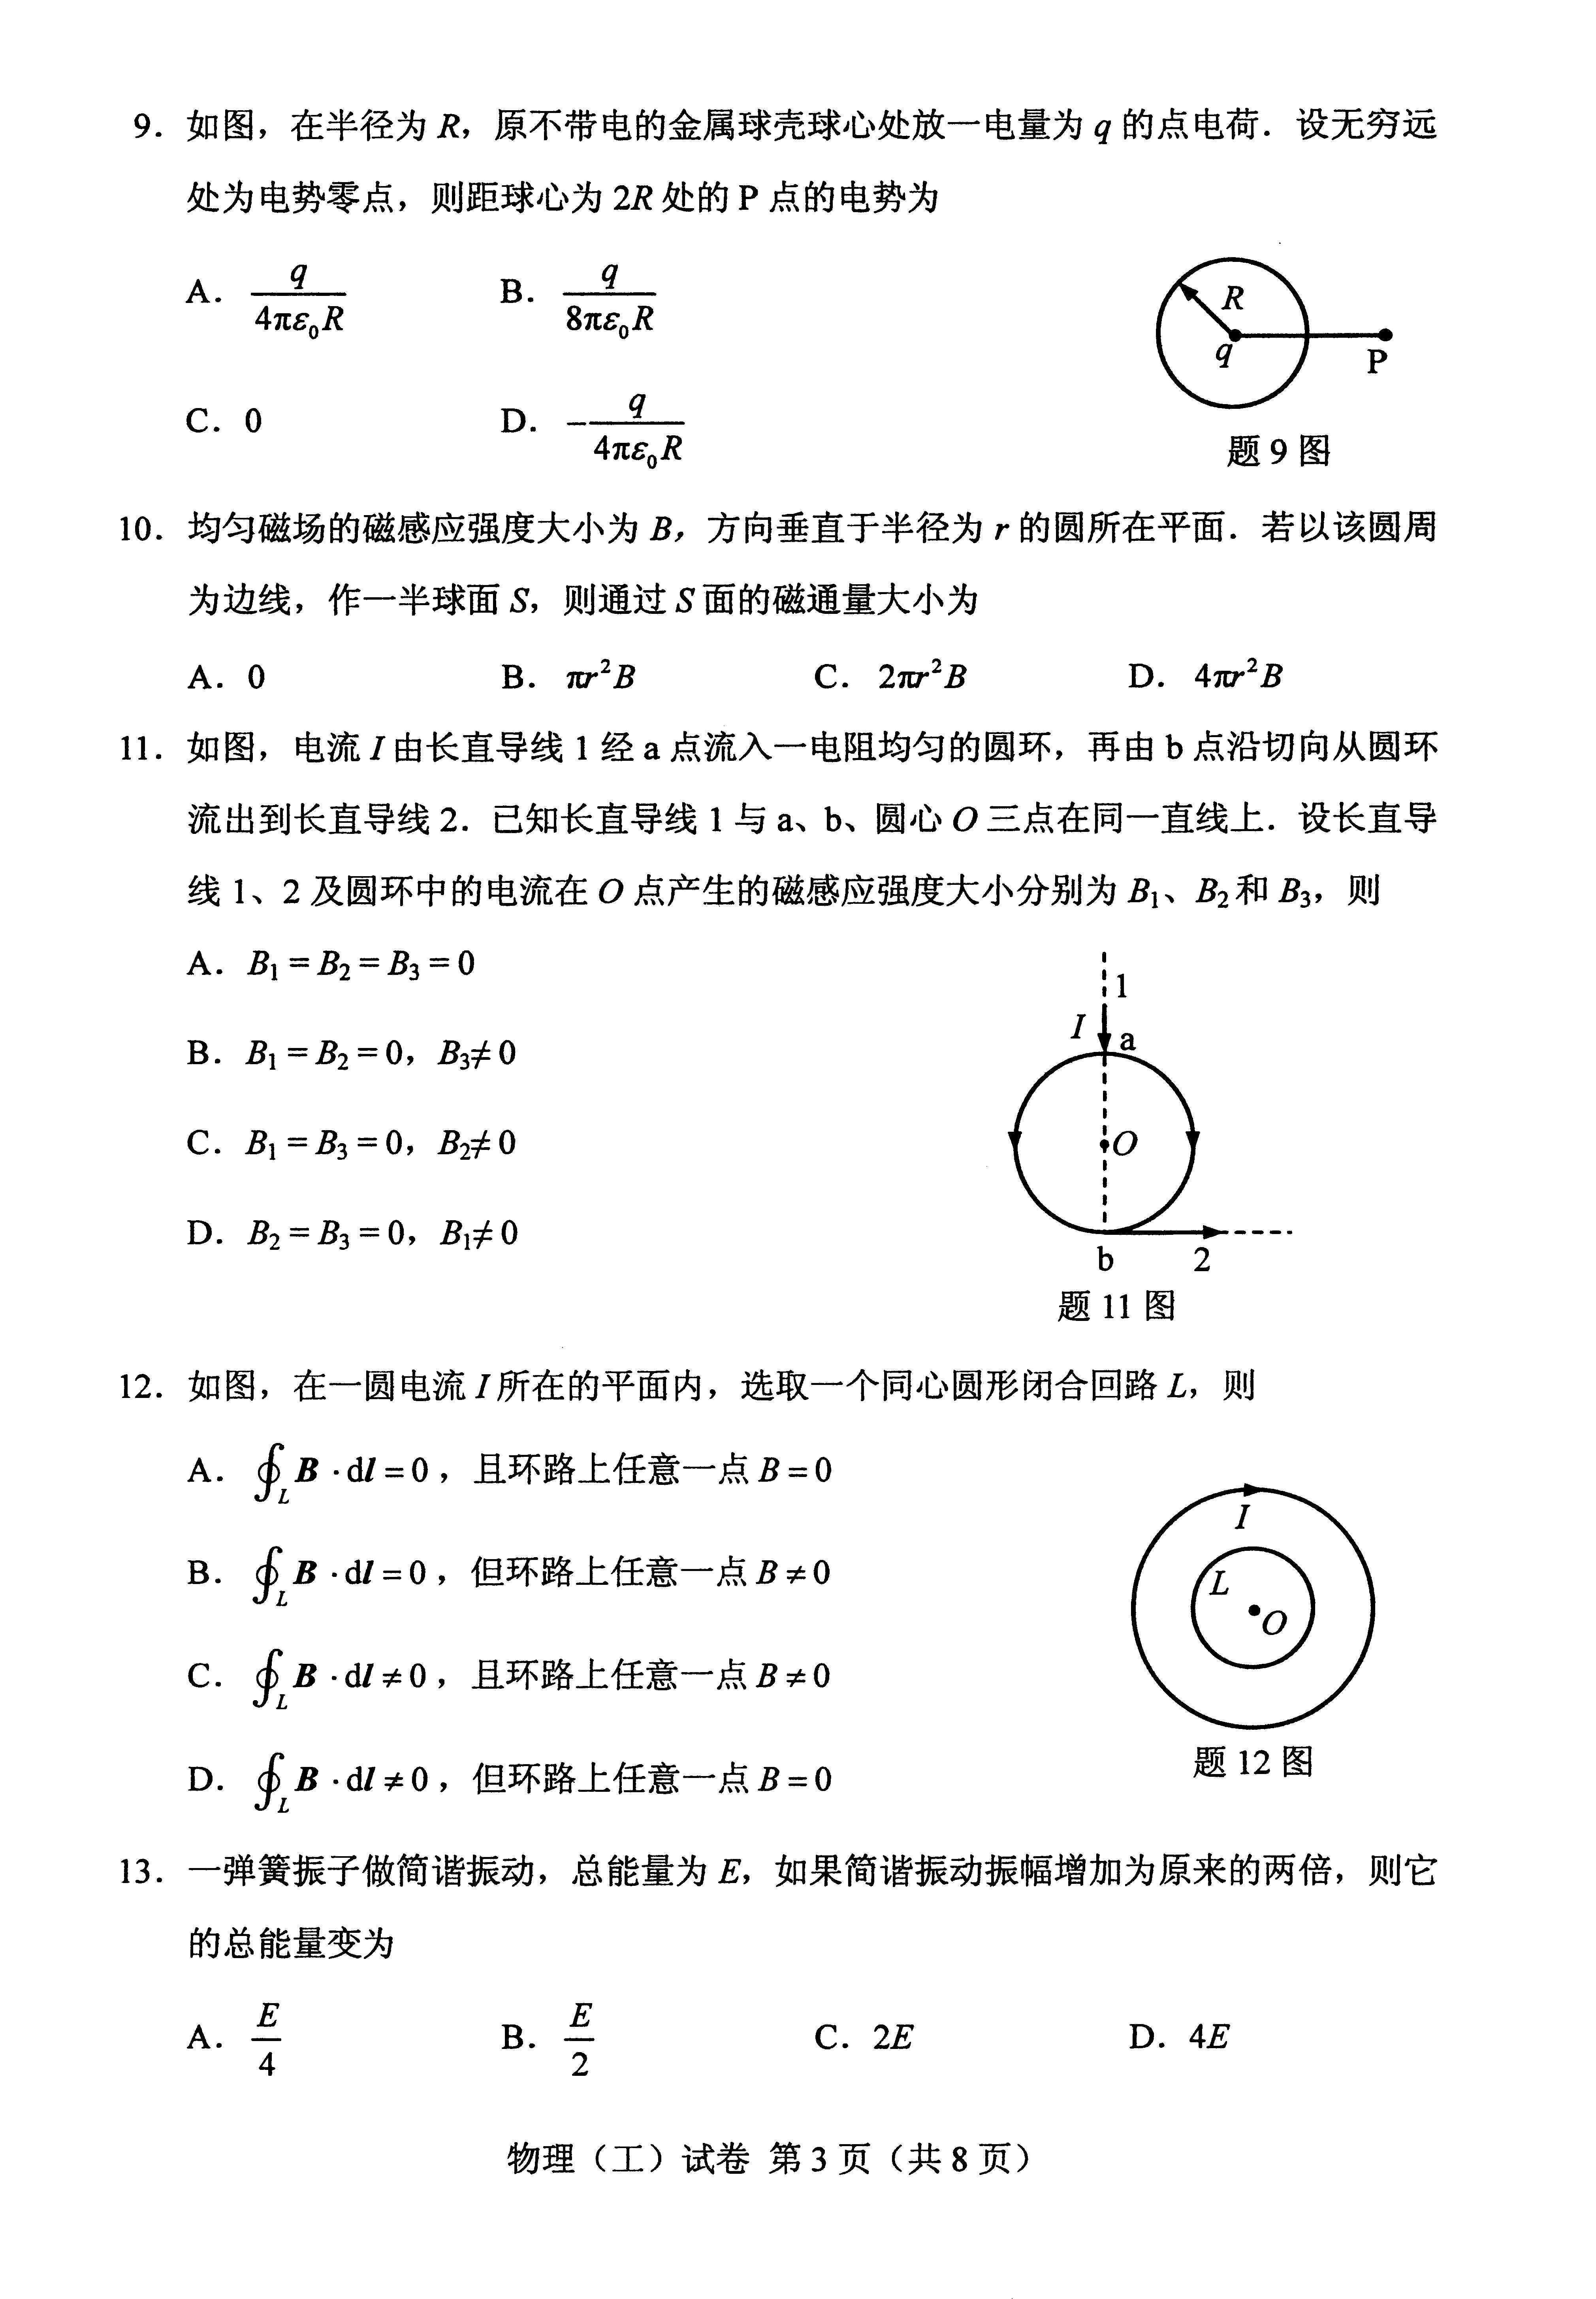 9. 如图，在半径为 R，原不带电的金属球壳球心处放一电量为 q 的点电荷．设无穷远
处为电势零点，则距球心为 2R 处的 P 点的电势为
A. q/(4πε₀R) B. q/(8πε₀R)
C. 0 D. −q/(4πε₀R)
R
q
P
题 9 图
10. 均匀磁场的磁感应强度大小为 B，方向垂直于半径为 r 的圆所在平面．若以该圆周
为边线，作一半球面 S，则通过 S 面的磁通量大小为
A. 0 B. πr²B C. 2πr²B D. 4πr²B
11. 如图，电流 I 由长直导线 1 经 a 点流入一电阻均匀的圆环，再由 b 点沿切向从圆环
流出到长直导线 2．已知长直导线 1 与 a、b、圆心 O 三点在同一直线上．设长直导
线 1、2 及圆环中的电流在 O 点产生的磁感应强度大小分别为 B₁、B₂和 B₃，则
A. B₁ = B₂ = B₃ = 0
B. B₁ = B₂ = 0，B₃≠0
C. B₁ = B₃ = 0，B₂≠0
D. B₂ = B₃ = 0，B₁≠0
1
I
a
O
b 2
题 11 图
12. 如图，在一圆电流 I 所在的平面内，选取一个同心圆形闭合回路 L，则
A. ∮_L B · dl = 0，且环路上任意一点 B = 0
B. ∮_L B · dl = 0，但环路上任意一点 B ≠ 0
C. ∮_L B · dl ≠ 0，且环路上任意一点 B ≠ 0
D. ∮_L B · dl ≠ 0，但环路上任意一点 B = 0
I
L
O
题 12 图
13. 一弹簧振子做简谐振动，总能量为 E，如果简谐振动振幅增加为原来的两倍，则它
的总能量变为
A. E/4 B. E/2 C. 2E D. 4E
物理（工）试卷 第 3 页（共 8 页）